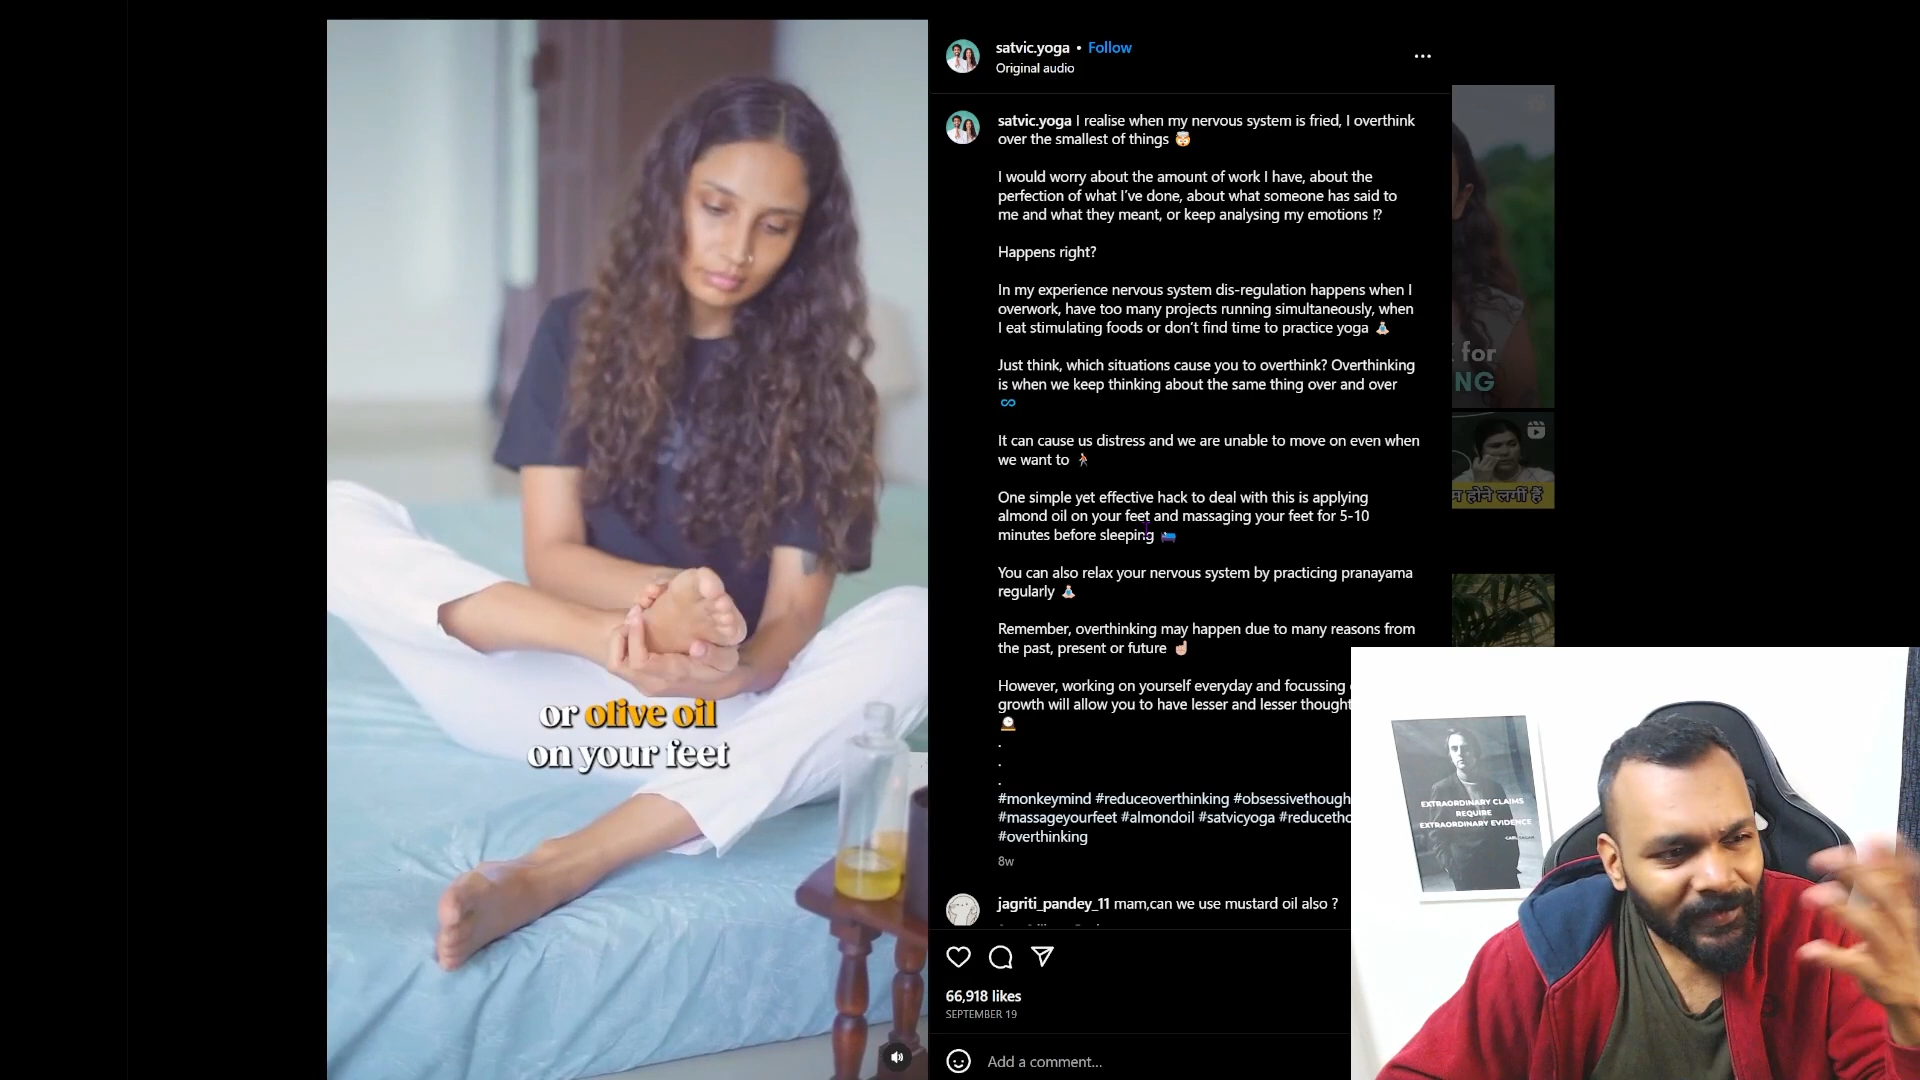 or olive oil
on your feet
satvic.yoga • Follow
Original audio
satvic.yoga I realise when my nervous system is fried, I overthink
over the smallest of things 🤯
I would worry about the amount of work I have, about the
perfection of what I've done, about what someone has said to
me and what they meant, or keep analysing my emotions ⁉
Happens right?
In my experience nervous system dis-regulation happens when I
overwork, have too many projects running simultaneously, when
I eat stimulating foods or don't find time to practice yoga 🧘
Just think, which situations cause you to overthink? Overthinking
is when we keep thinking about the same thing over and over
♾
It can cause us distress and we are unable to move on even when
we want to 🚶
One simple yet effective hack to deal with this is applying
almond oil on your feet and massaging your feet for 5-10
minutes before sleeping 🛏
You can also relax your nervous system by practicing pranayama
regularly 🧘
Remember, overthinking may happen due to many reasons from
the past, present or future ☝
However, working on yourself everyday and focussing
growth will allow you to have lesser and lesser thought
🕰
.
.
.
#monkeymind #reduceoverthinking #obsessivethough
#massageyourfeet #almondoil #satvicyoga #reducetho
#overthinking
8w
jagriti_pandey_11 mam,can we use mustard oil also ?
66,918 likes
SEPTEMBER 19
Add a comment...
for
NG
होने लगीं हैं
EXTRAORDINARY CLAIMS
REQUIRE
EXTRAORDINARY EVIDENCE